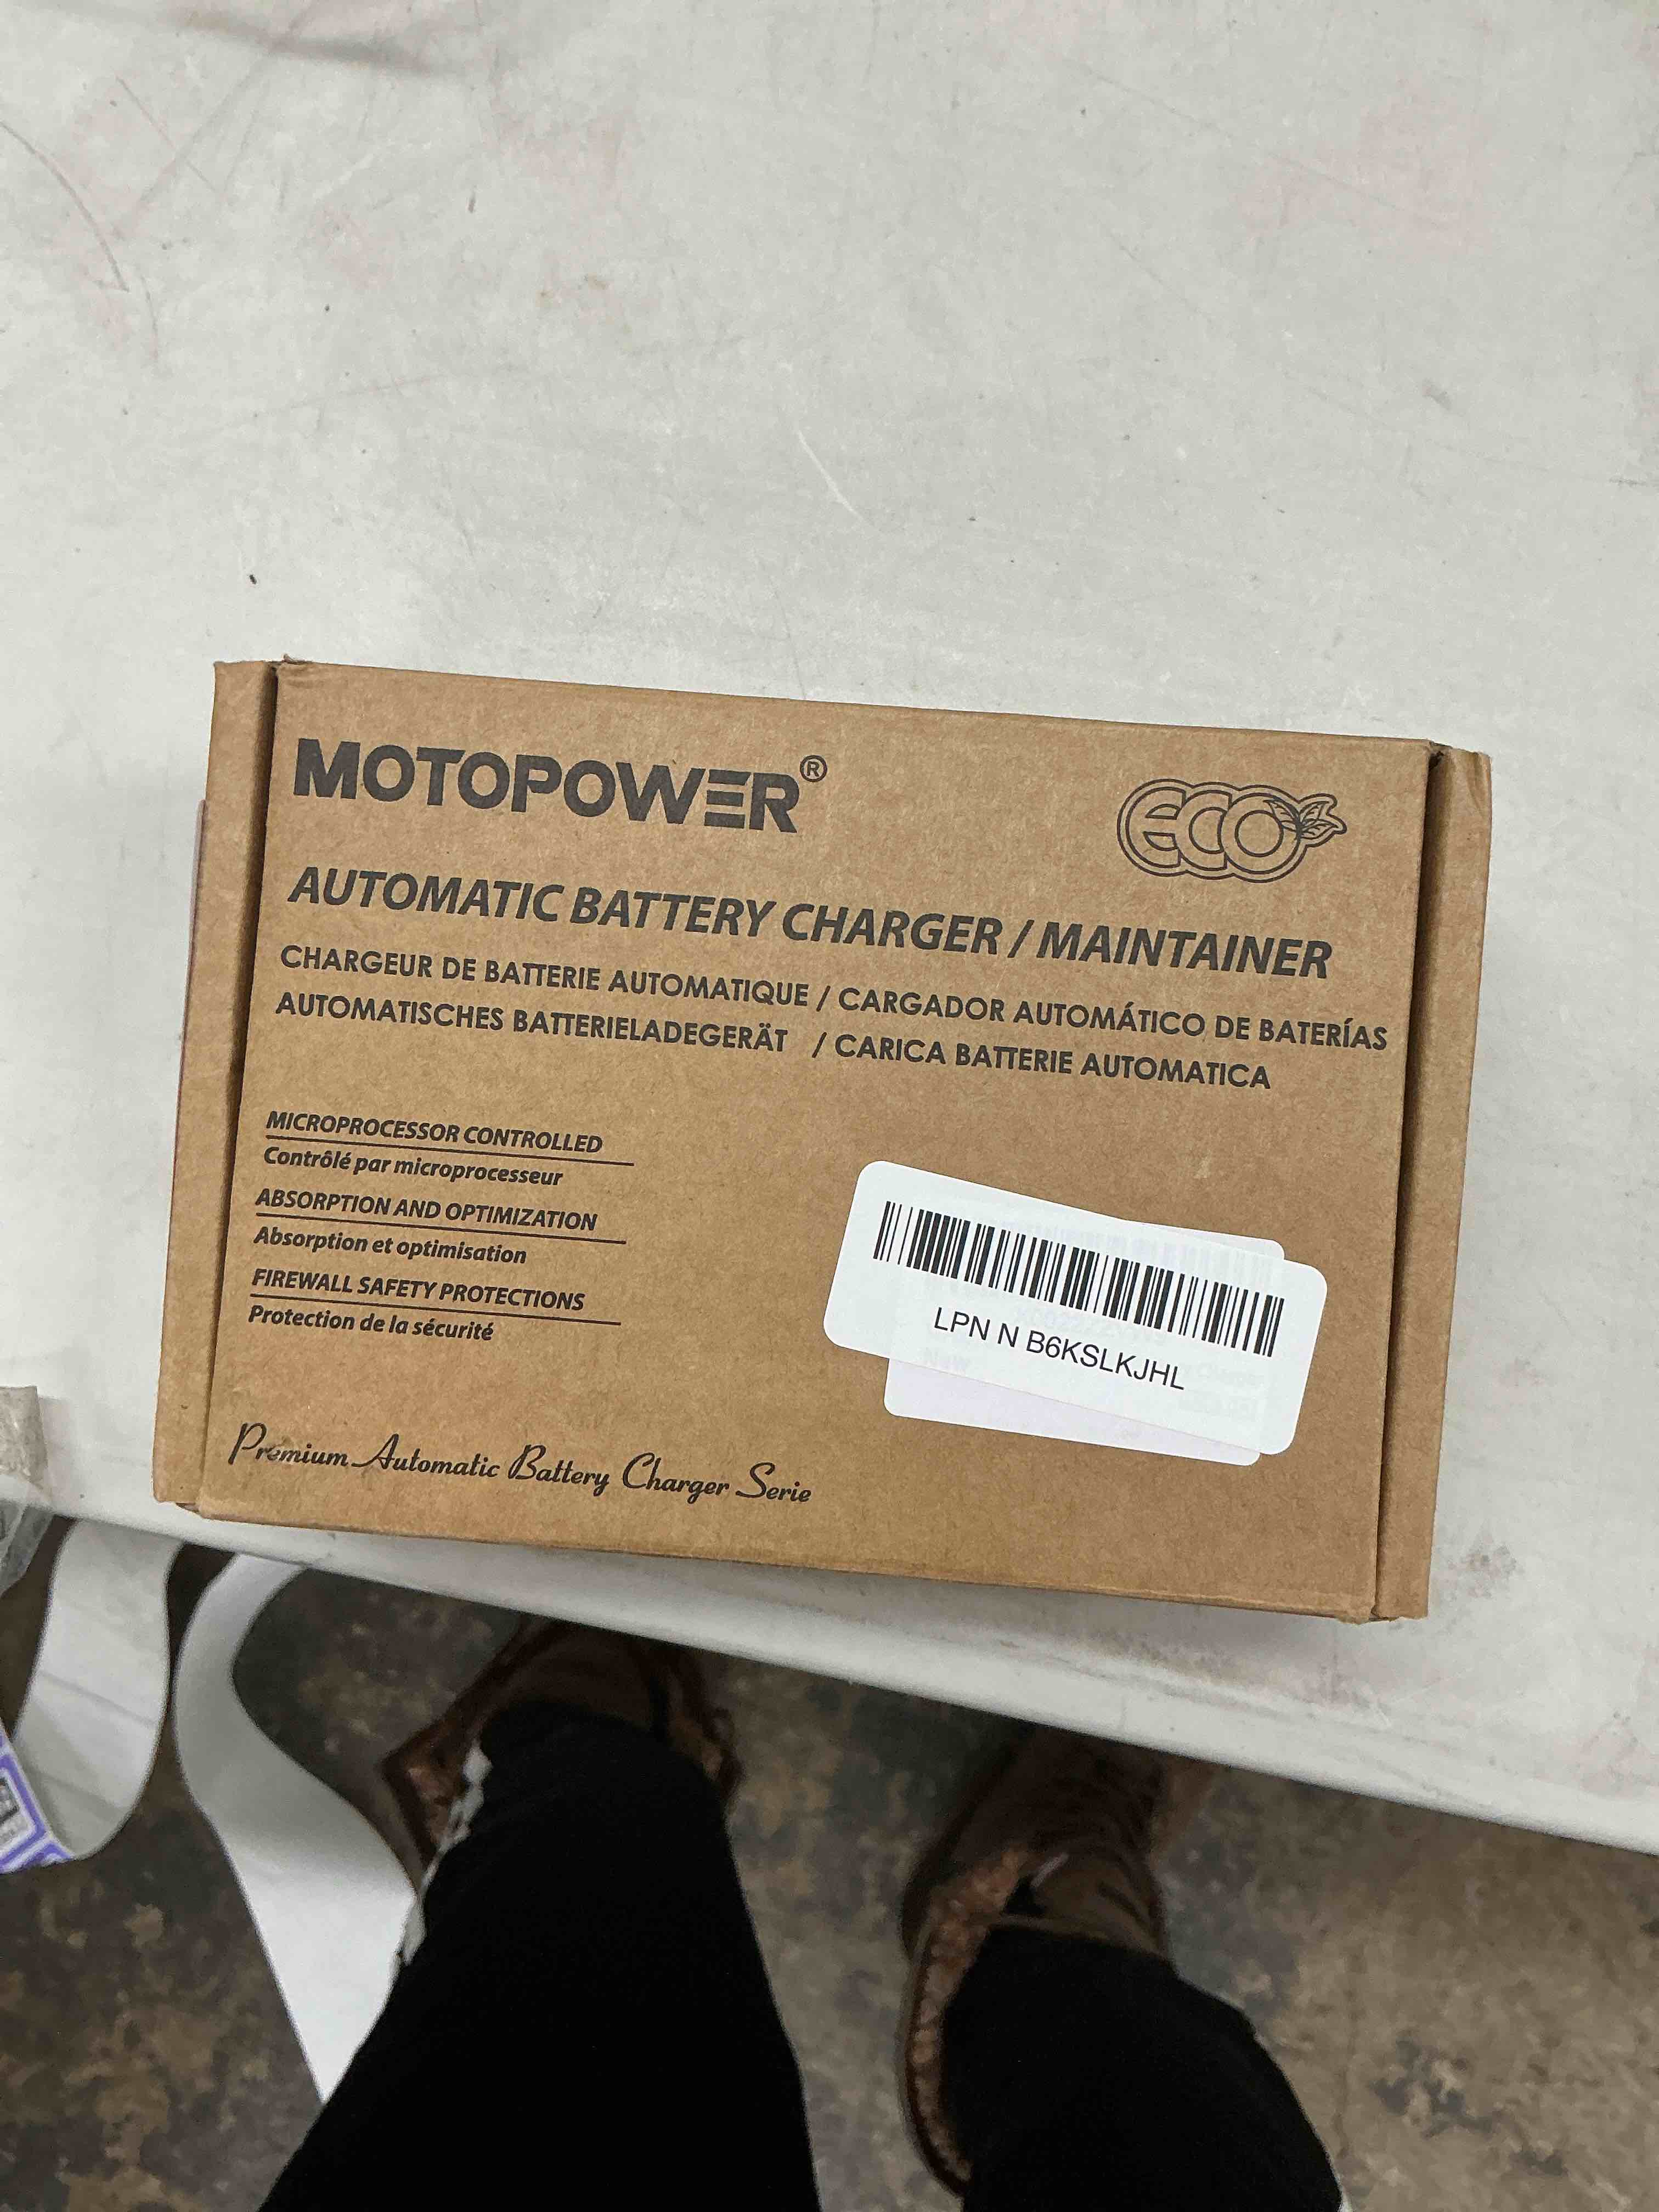 MOTOPOWER®
ECO
AUTOMATIC BATTERY CHARGER / MAINTAINER
CHARGEUR DE BATTERIE AUTOMATIQUE / CARGADOR AUTOMÁTICO DE BATERÍAS
AUTOMATISCHES BATTERIELADEGERÄT / CARICA BATTERIE AUTOMATICA
MICROPROCESSOR CONTROLLED
Contrôlé par microprocesseur
ABSORPTION AND OPTIMIZATION
Absorption et optimisation
FIREWALL SAFETY PROTECTIONS
Protection de la sécurité
LPN N B6KSLKJHL
Premium Automatic Battery Charger Serie